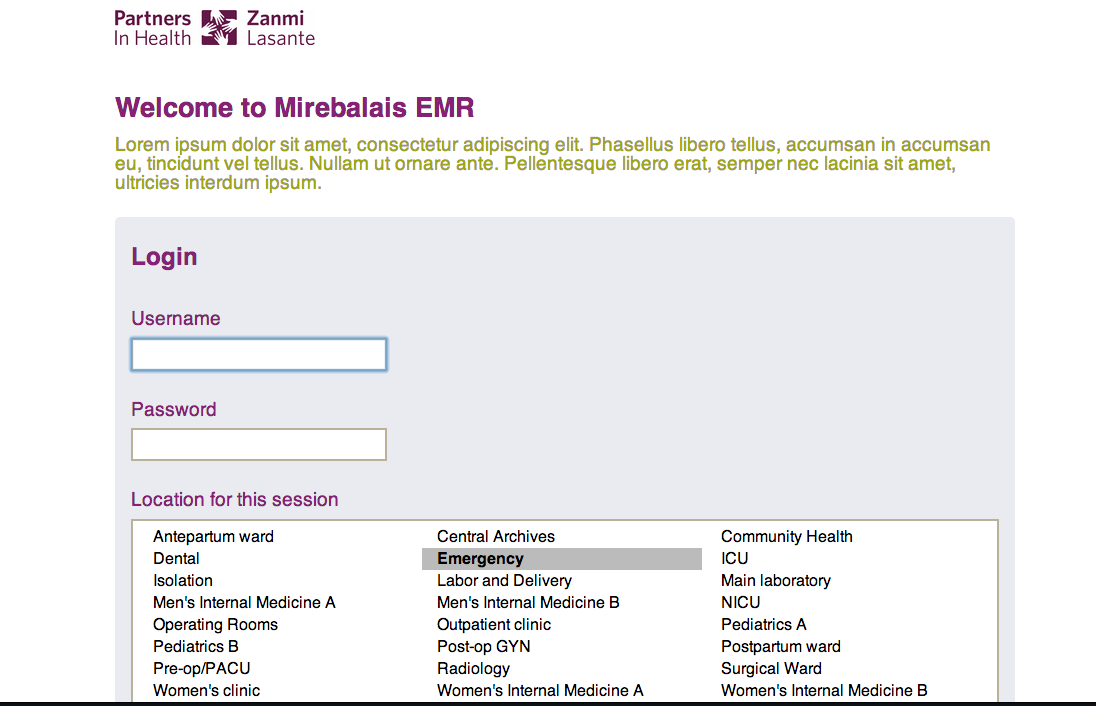 Partners Zanmi
In Health Lasante
Welcome to Mirebalais EMR
Lorem ipsum dolor sit amet, consectetur adipiscing elit. Phasellus libero tellus, accumsan in accumsan
eu, tincidunt vel tellus. Nullam ut ornare ante. Pellentesque libero erat, semper nec lacinia sit amet,
ultricies interdum ipsum.
Login
Username
Password
Location for this session
Antepartum ward Central Archives Community Health
Dental Emergency ICU
Isolation Labor and Delivery Main laboratory
Men's Internal Medicine A Men's Internal Medicine B NICU
Operating Rooms Outpatient clinic Pediatrics A
Pediatrics B Post-op GYN Postpartum ward
Pre-op/PACU Radiology Surgical Ward
Women's clinic Women's Internal Medicine A Women's Internal Medicine B